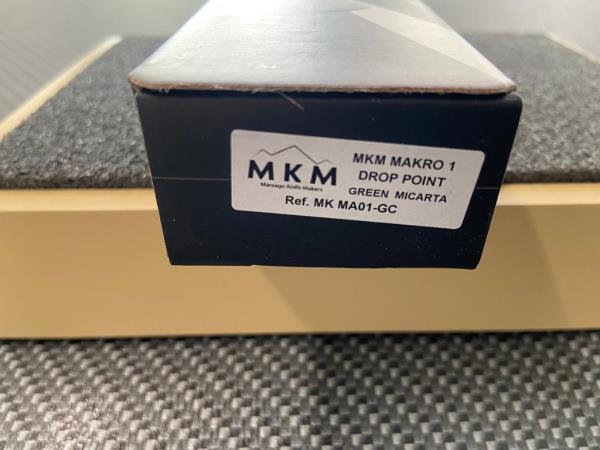 MKM
Maniago Knife Makers
MKM MAKRO 1
DROP POINT
GREEN MICARTA
Ref. MK MA01-GC